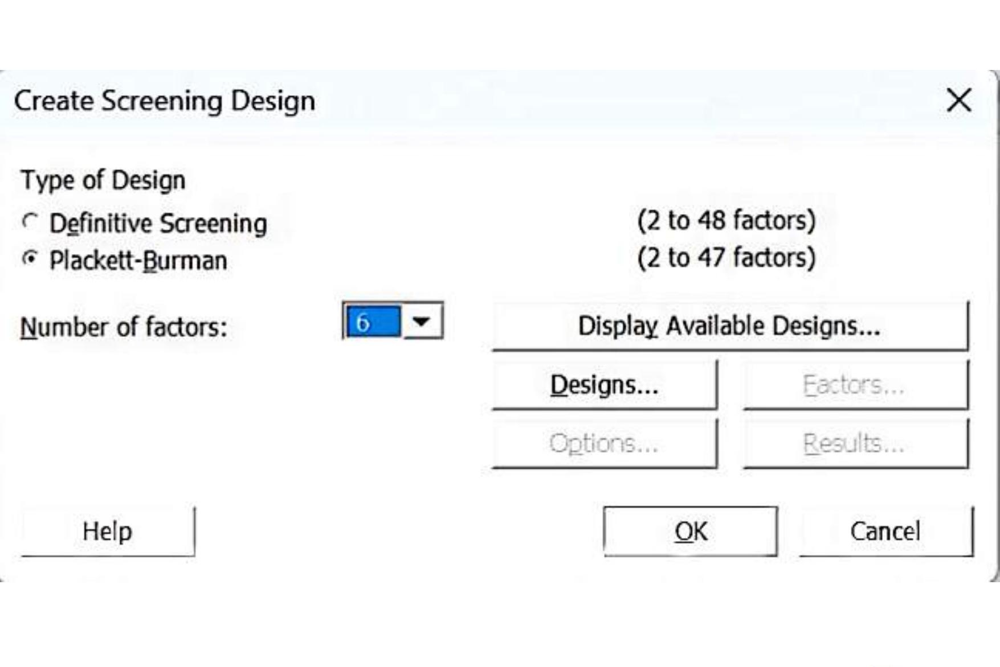 Create Screening Design
Type of Design
Definitive Screening (2 to 48 factors)
Plackett-Burman (2 to 47 factors)
Number of factors: 6 Display Available Designs...
Designs... Factors...
Options... Results...
Help OK Cancel